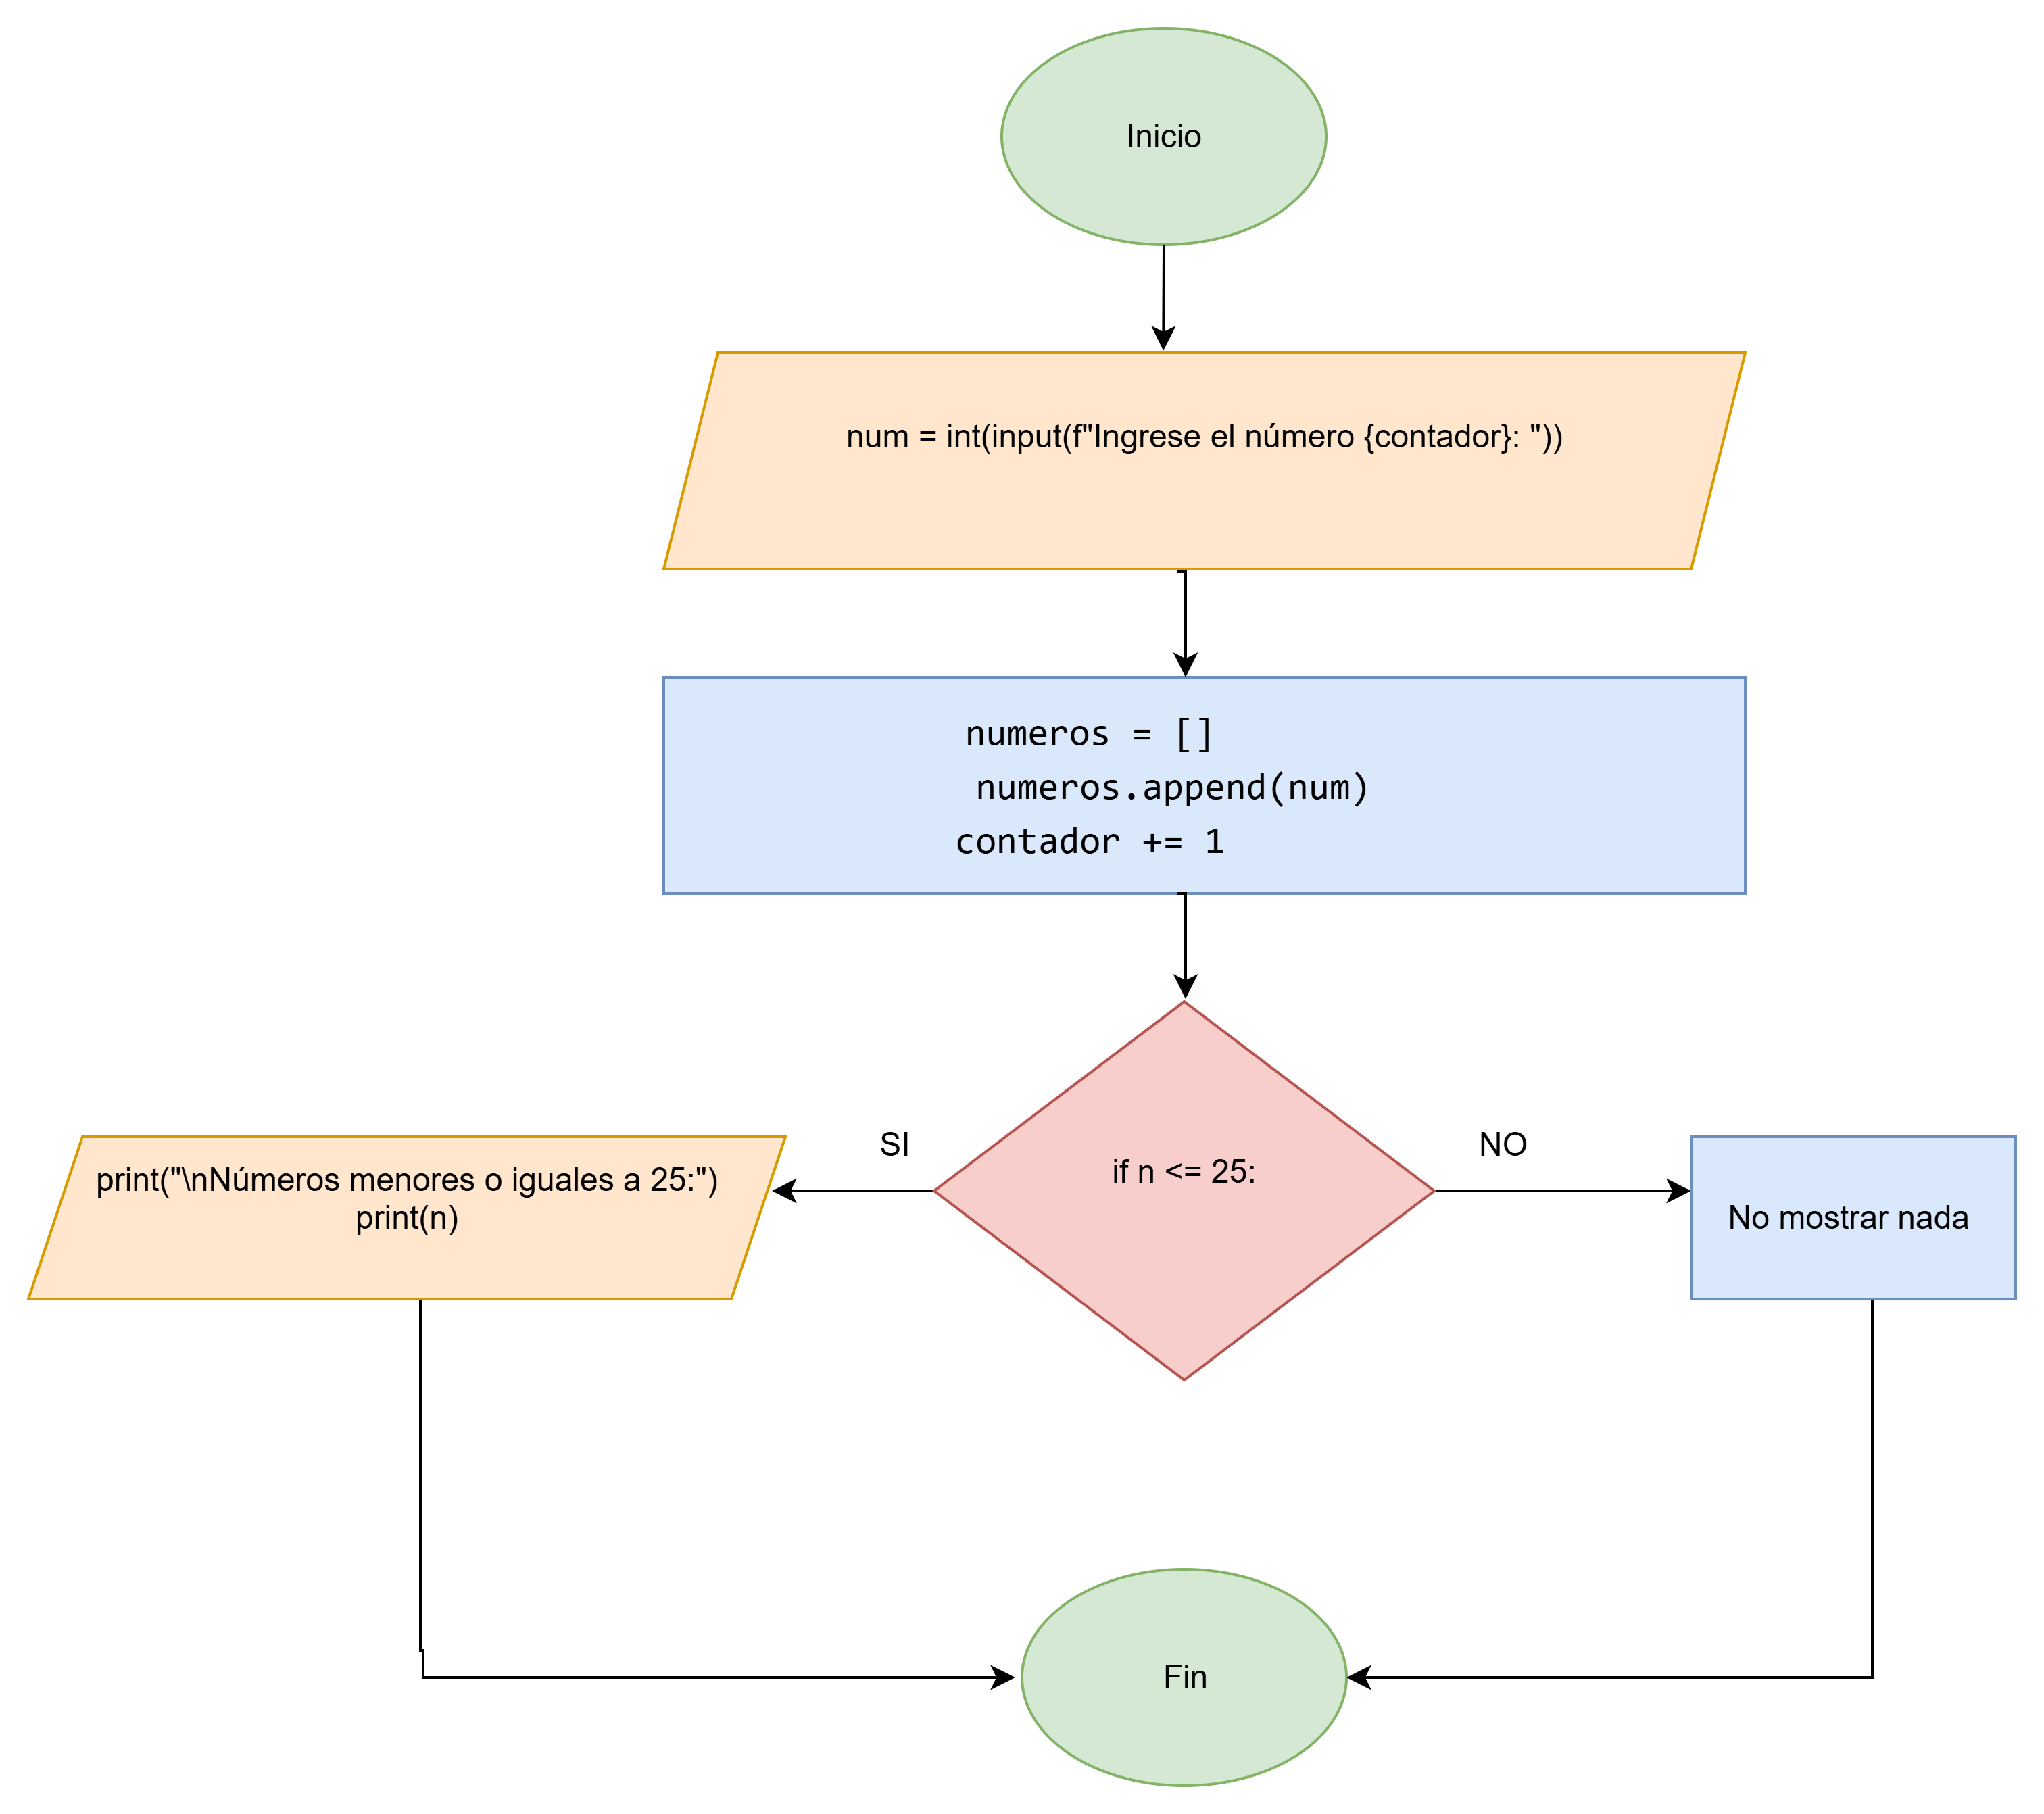 Inicio
num = int(input(f"Ingrese el número {contador}: "))
numeros = []
numeros.append(num)
contador += 1
SI
if n <= 25:
NO
print("\nNúmeros menores o iguales a 25:")
print(n)
No mostrar nada
Fin